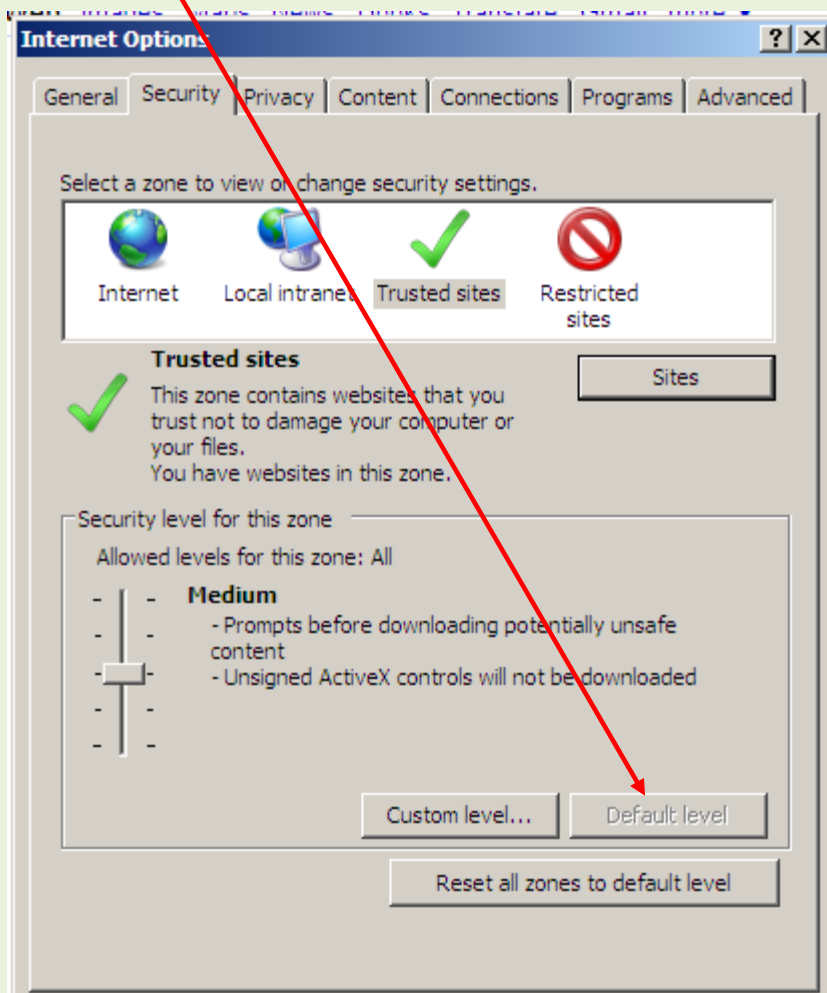 Internet Options
General Security Privacy Content Connections Programs Advanced
Select a zone to view or change security settings.
Internet Local intranet Trusted sites Restricted
sites
Trusted sites
Sites
This zone contains websites that you
trust not to damage your computer or
your files.
You have websites in this zone.
Security level for this zone
Allowed levels for this zone: All
Medium
- Prompts before downloading potentially unsafe
content
- Unsigned ActiveX controls will not be downloaded
Custom level... Default level
Reset all zones to default level